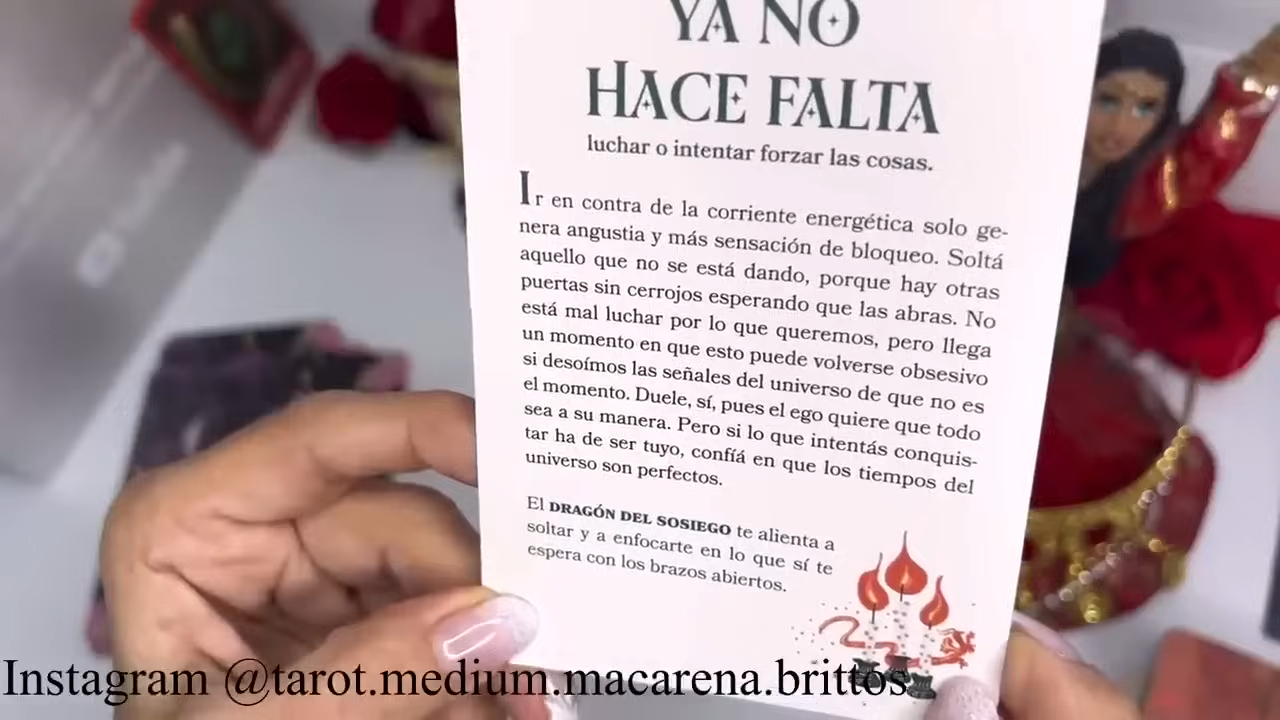 YA NO
HACE FALTA
luchar o intentar forzar las cosas.
Ir en contra de la corriente energética solo ge-
nera angustia y más sensación de bloqueo. Soltá
aquello que no se está dando, porque hay otras
puertas sin cerrojos esperando que las abras. No
está mal luchar por lo que queremos, pero llega
un momento en que esto puede volverse obsesivo
si desoímos las señales del universo de que no es
el momento. Duele, sí, pues el ego quiere que todo
sea a su manera. Pero si lo que intentás conquis-
tar ha de ser tuyo, confíá en que los tiempos del
universo son perfectos.
El DRAGÓN DEL SOSIEGO te alienta a
soltar y a enfocarte en lo que sí te
espera con los brazos abiertos.
Instagram @tarot.medium.macarena.brittos